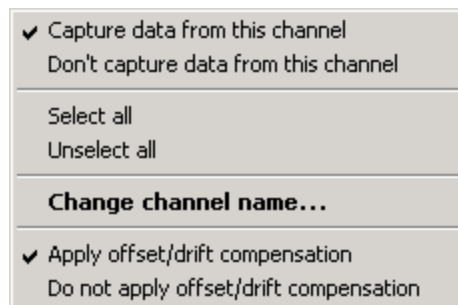 Capture data from this channel
Don't capture data from this channel
Select all
Unselect all
Change channel name...
Apply offset/drift compensation
Do not apply offset/drift compensation